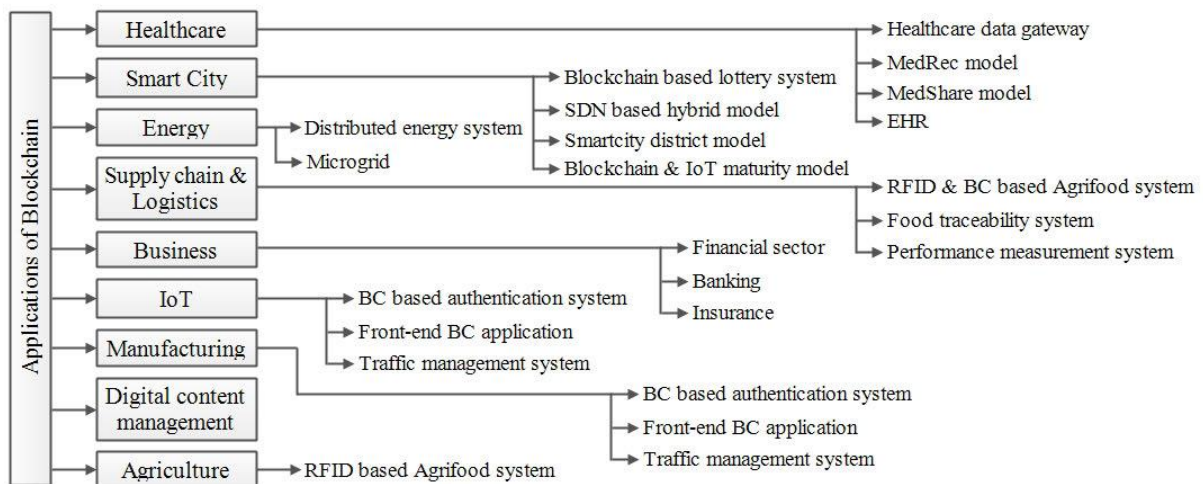 Applications of Blockchain
Healthcare
Healthcare data gateway
MedRec model
MedShare model
EHR
Smart City
Blockchain based lottery system
SDN based hybrid model
Smartcity district model
Blockchain & IoT maturity model
Energy
Distributed energy system
Microgrid
Supply chain &
Logistics
RFID & BC based Agrifood system
Food traceability system
Performance measurement system
Business
Financial sector
Banking
Insurance
IoT
BC based authentication system
Front-end BC application
Traffic management system
Manufacturing
BC based authentication system
Front-end BC application
Traffic management system
Digital content
management
Agriculture
RFID based Agrifood system